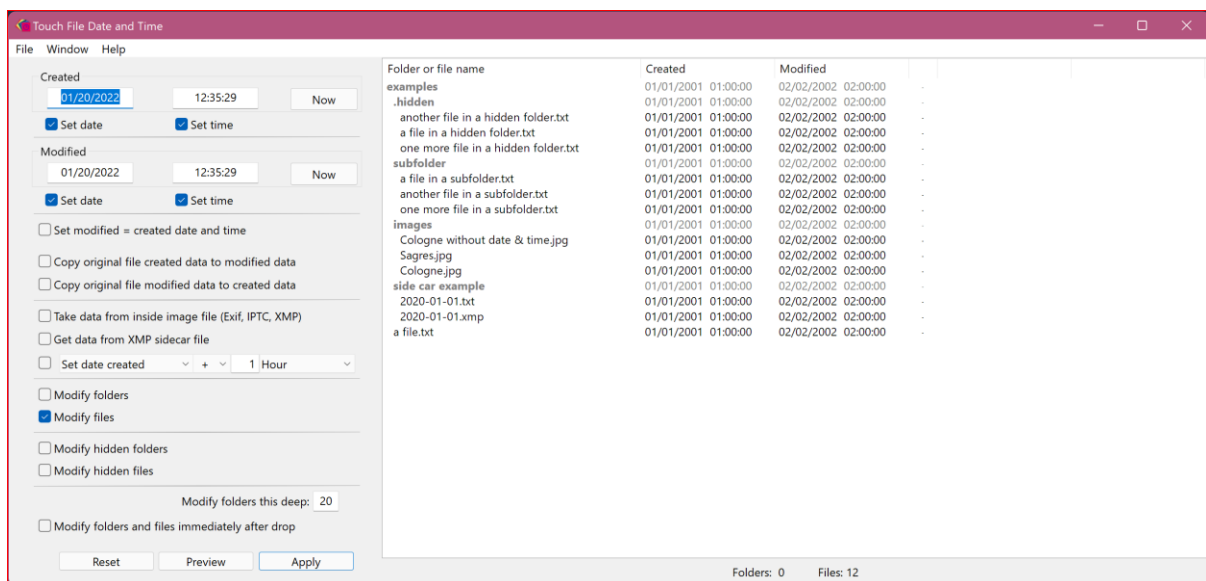 Touch File Date and Time
File Window Help
Created
01/20/2022 12:35:29 Now
Set date Set time
Modified
01/20/2022 12:35:29 Now
Set date Set time
Set modified = created date and time
Copy original file created data to modified data
Copy original file modified data to created data
Take data from inside image file (Exif, IPTC, XMP)
Get data from XMP sidecar file
Set date created + 1 Hour
Modify folders
Modify files
Modify hidden folders
Modify hidden files
Modify folders this deep: 20
Modify folders and files immediately after drop
Reset Preview Apply
Folder or file name Created Modified
examples 01/01/2001 01:00:00 02/02/2002 02:00:00 -
.hidden 01/01/2001 01:00:00 02/02/2002 02:00:00 -
another file in a hidden folder.txt 01/01/2001 01:00:00 02/02/2002 02:00:00 -
a file in a hidden folder.txt 01/01/2001 01:00:00 02/02/2002 02:00:00 -
one more file in a hidden folder.txt 01/01/2001 01:00:00 02/02/2002 02:00:00 -
subfolder 01/01/2001 01:00:00 02/02/2002 02:00:00 -
a file in a subfolder.txt 01/01/2001 01:00:00 02/02/2002 02:00:00 -
another file in a subfolder.txt 01/01/2001 01:00:00 02/02/2002 02:00:00 -
one more file in a subfolder.txt 01/01/2001 01:00:00 02/02/2002 02:00:00 -
images 01/01/2001 01:00:00 02/02/2002 02:00:00 -
Cologne without date & time.jpg 01/01/2001 01:00:00 02/02/2002 02:00:00 -
Sagres.jpg 01/01/2001 01:00:00 02/02/2002 02:00:00 -
Cologne.jpg 01/01/2001 01:00:00 02/02/2002 02:00:00 -
side car example 01/01/2001 01:00:00 02/02/2002 02:00:00 -
2020-01-01.txt 01/01/2001 01:00:00 02/02/2002 02:00:00 -
2020-01-01.xmp 01/01/2001 01:00:00 02/02/2002 02:00:00 -
a file.txt 01/01/2001 01:00:00 02/02/2002 02:00:00 -
Folders: 0 Files: 12